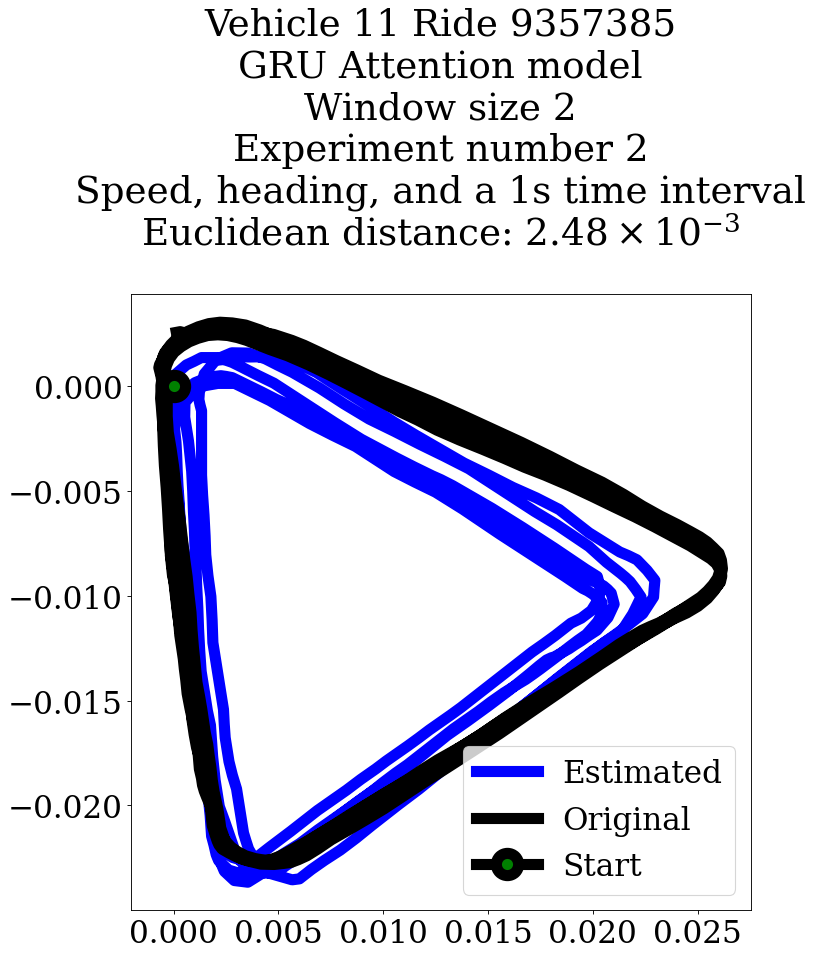 Vehicle 11 Ride 9357385
GRU Attention model
Window size 2
Experiment number 2
Speed, heading, and a 1s time interval
Euclidean distance: 2.48 × 10⁻³
0.000
−0.005
−0.010
−0.015
−0.020
Estimated
Original
Start
0.000 0.005 0.010 0.015 0.020 0.025